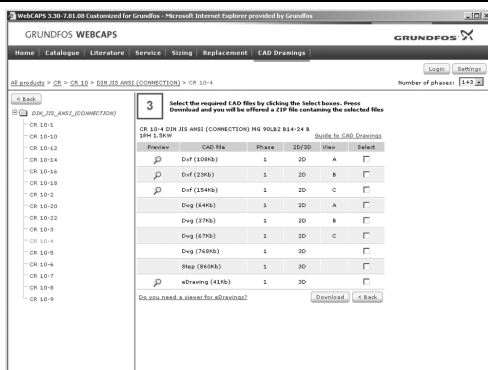 WebCAPS 3.30-7.81.08 Customized for Grundfos - Microsoft Internet Explorer provided by Grundfos
GRUNDFOS WEBCAPS
GRUNDFOS
Home Catalogue Literature Service Sizing Replacement CAD Drawings
Login Settings
All products > CR > CR 10 > DIN JIS ANSI (CONNECTION) > CR 10-4
Number of phases: 1+3
< Back
DIN_JIS_ANSI_(CONNECTION)
CR 10-1
CR 10-10
CR 10-12
CR 10-14
CR 10-16
CR 10-18
CR 10-2
CR 10-20
CR 10-22
CR 10-3
CR 10-4
CR 10-5
CR 10-6
CR 10-7
CR 10-8
CR 10-9
3
Select the required CAD files by clicking the Select boxes. Press
Download and you will be offered a ZIP file containing the selected files
CR 10-4 DIN JIS ANSI (CONNECTION) MG 90LB2 B14-24 B
1PH 1.5KW
Guide to CAD Drawings
Preview CAD file Phase 2D/3D View Select
Dxf (108Kb) 1 2D A
Dxf (23Kb) 1 2D B
Dxf (154Kb) 1 2D C
Dwg (64Kb) 1 2D A
Dwg (37Kb) 1 2D B
Dwg (67Kb) 1 2D C
Dwg (768Kb) 1 3D
Step (860Kb) 1 3D
eDrawing (41Kb) 1 3D
Do you need a viewer for eDrawings?
Download < Back